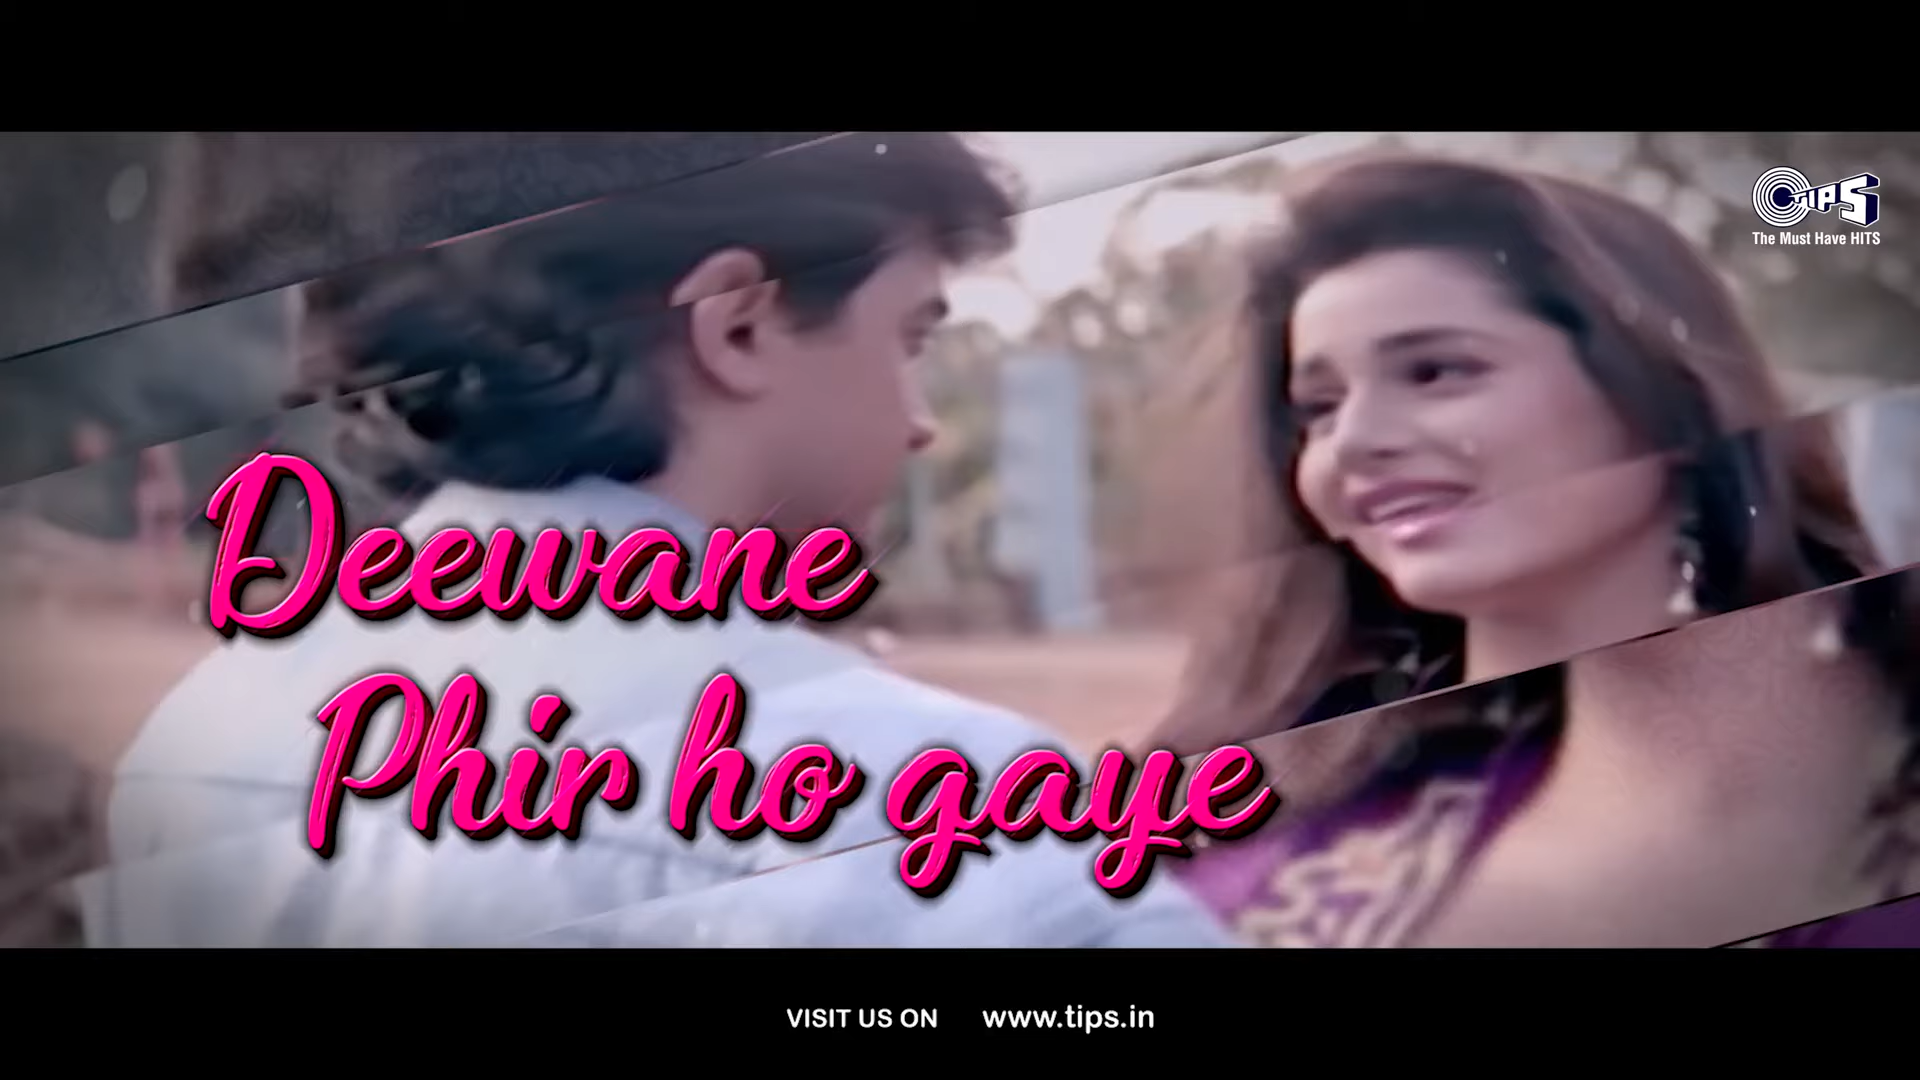 TIPS
The Must Have HITS
Deewane
Phir ho gaye
VISIT US ON www.tips.in